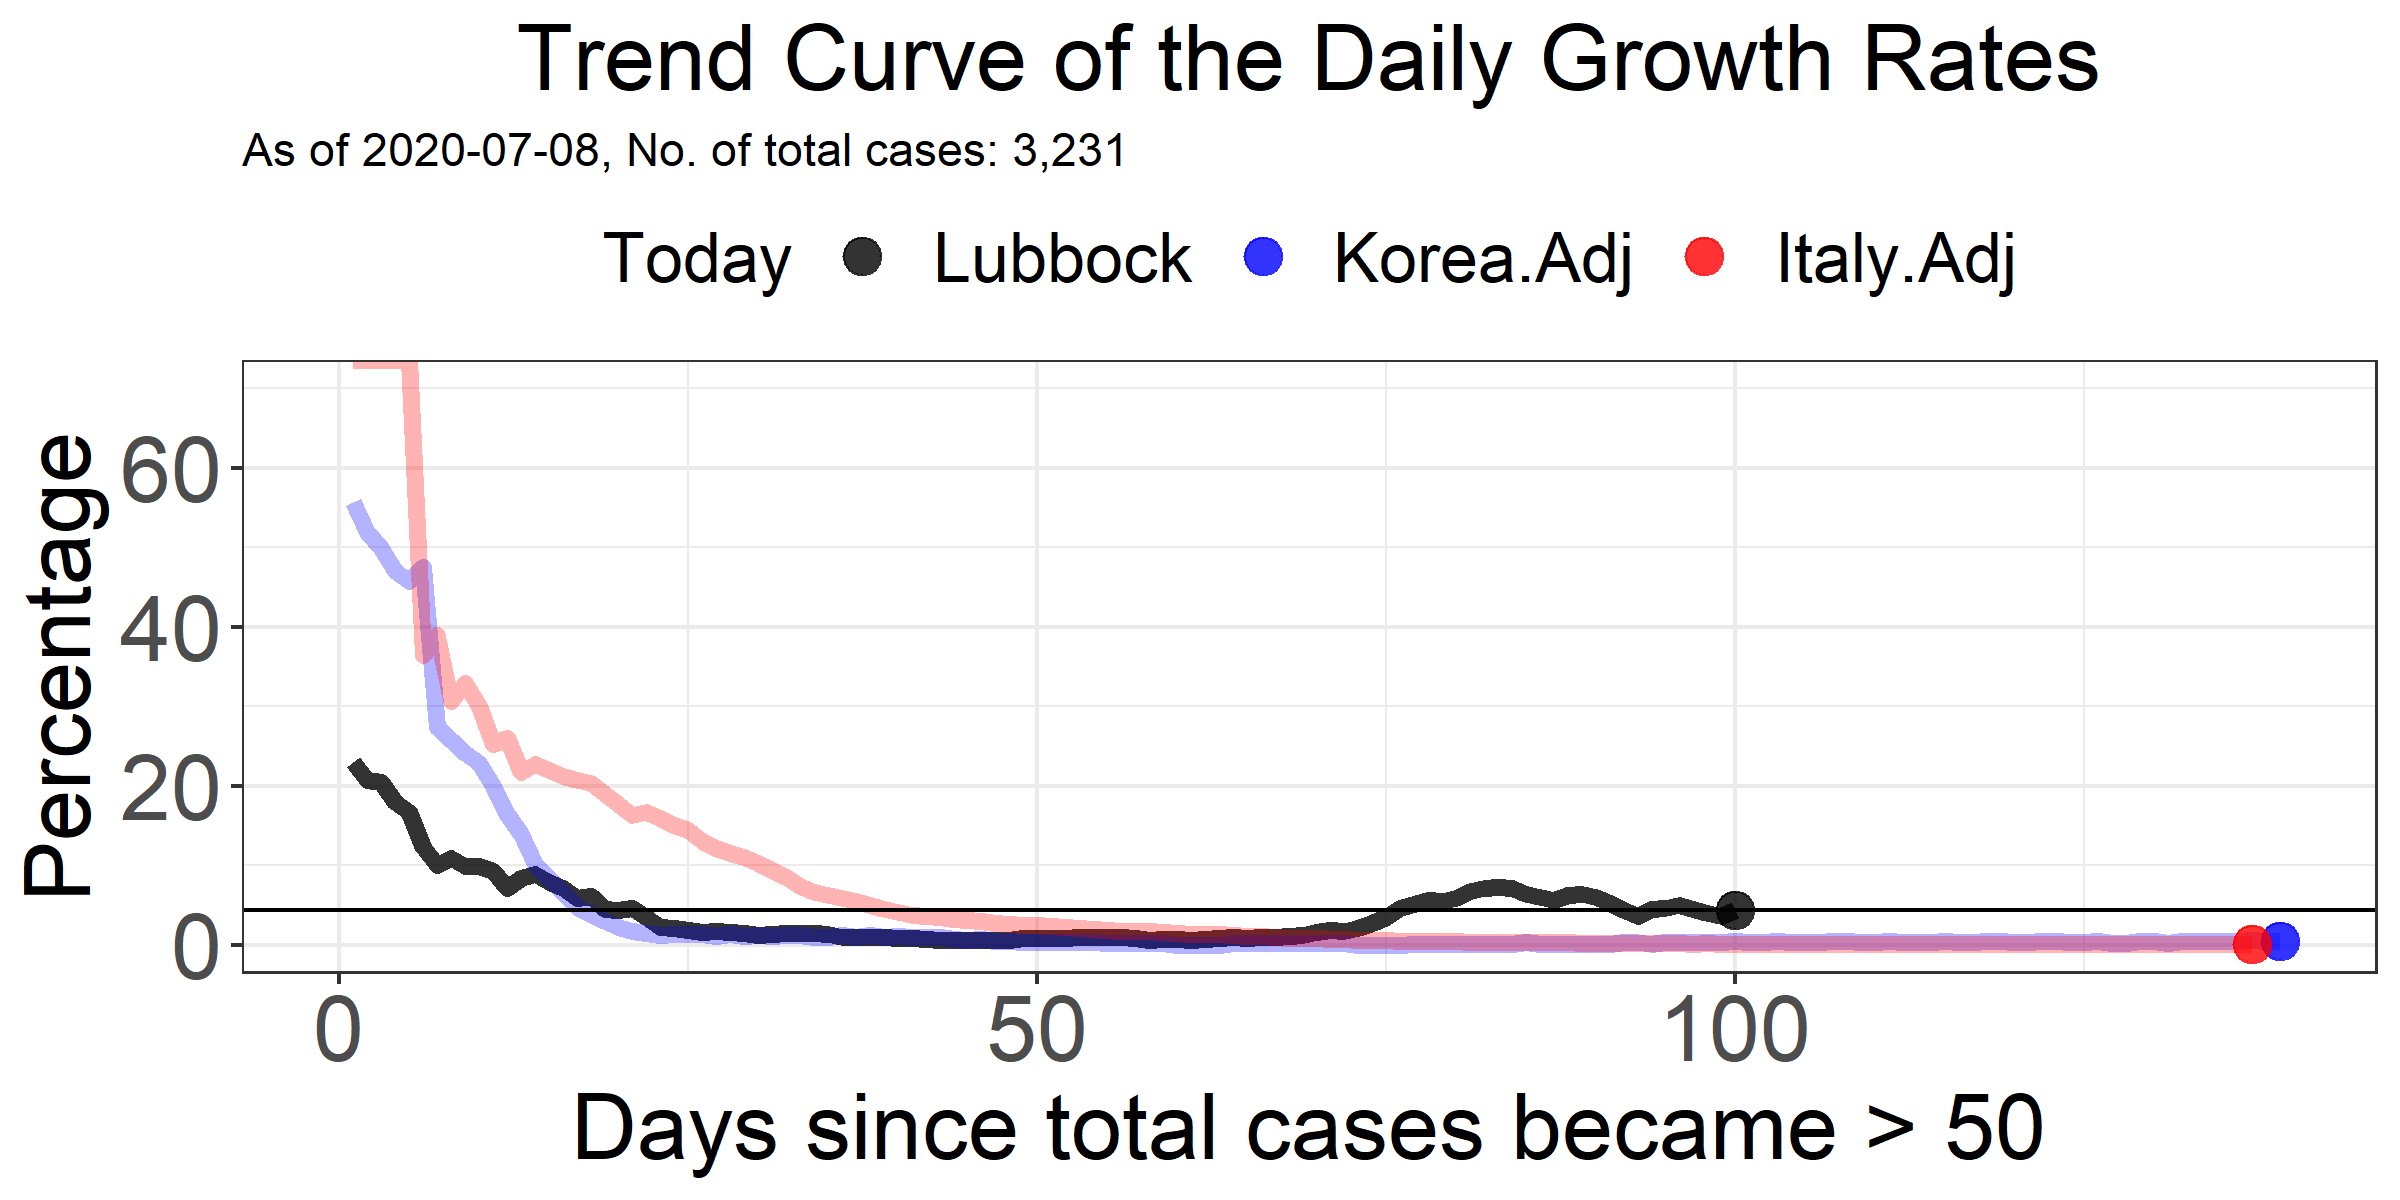 Trend Curve of the Daily Growth Rates
As of 2020-07-08, No. of total cases: 3,231
Today Lubbock Korea.Adj Italy.Adj
Percentage
60
40
20
0
0 50 100
Days since total cases became > 50